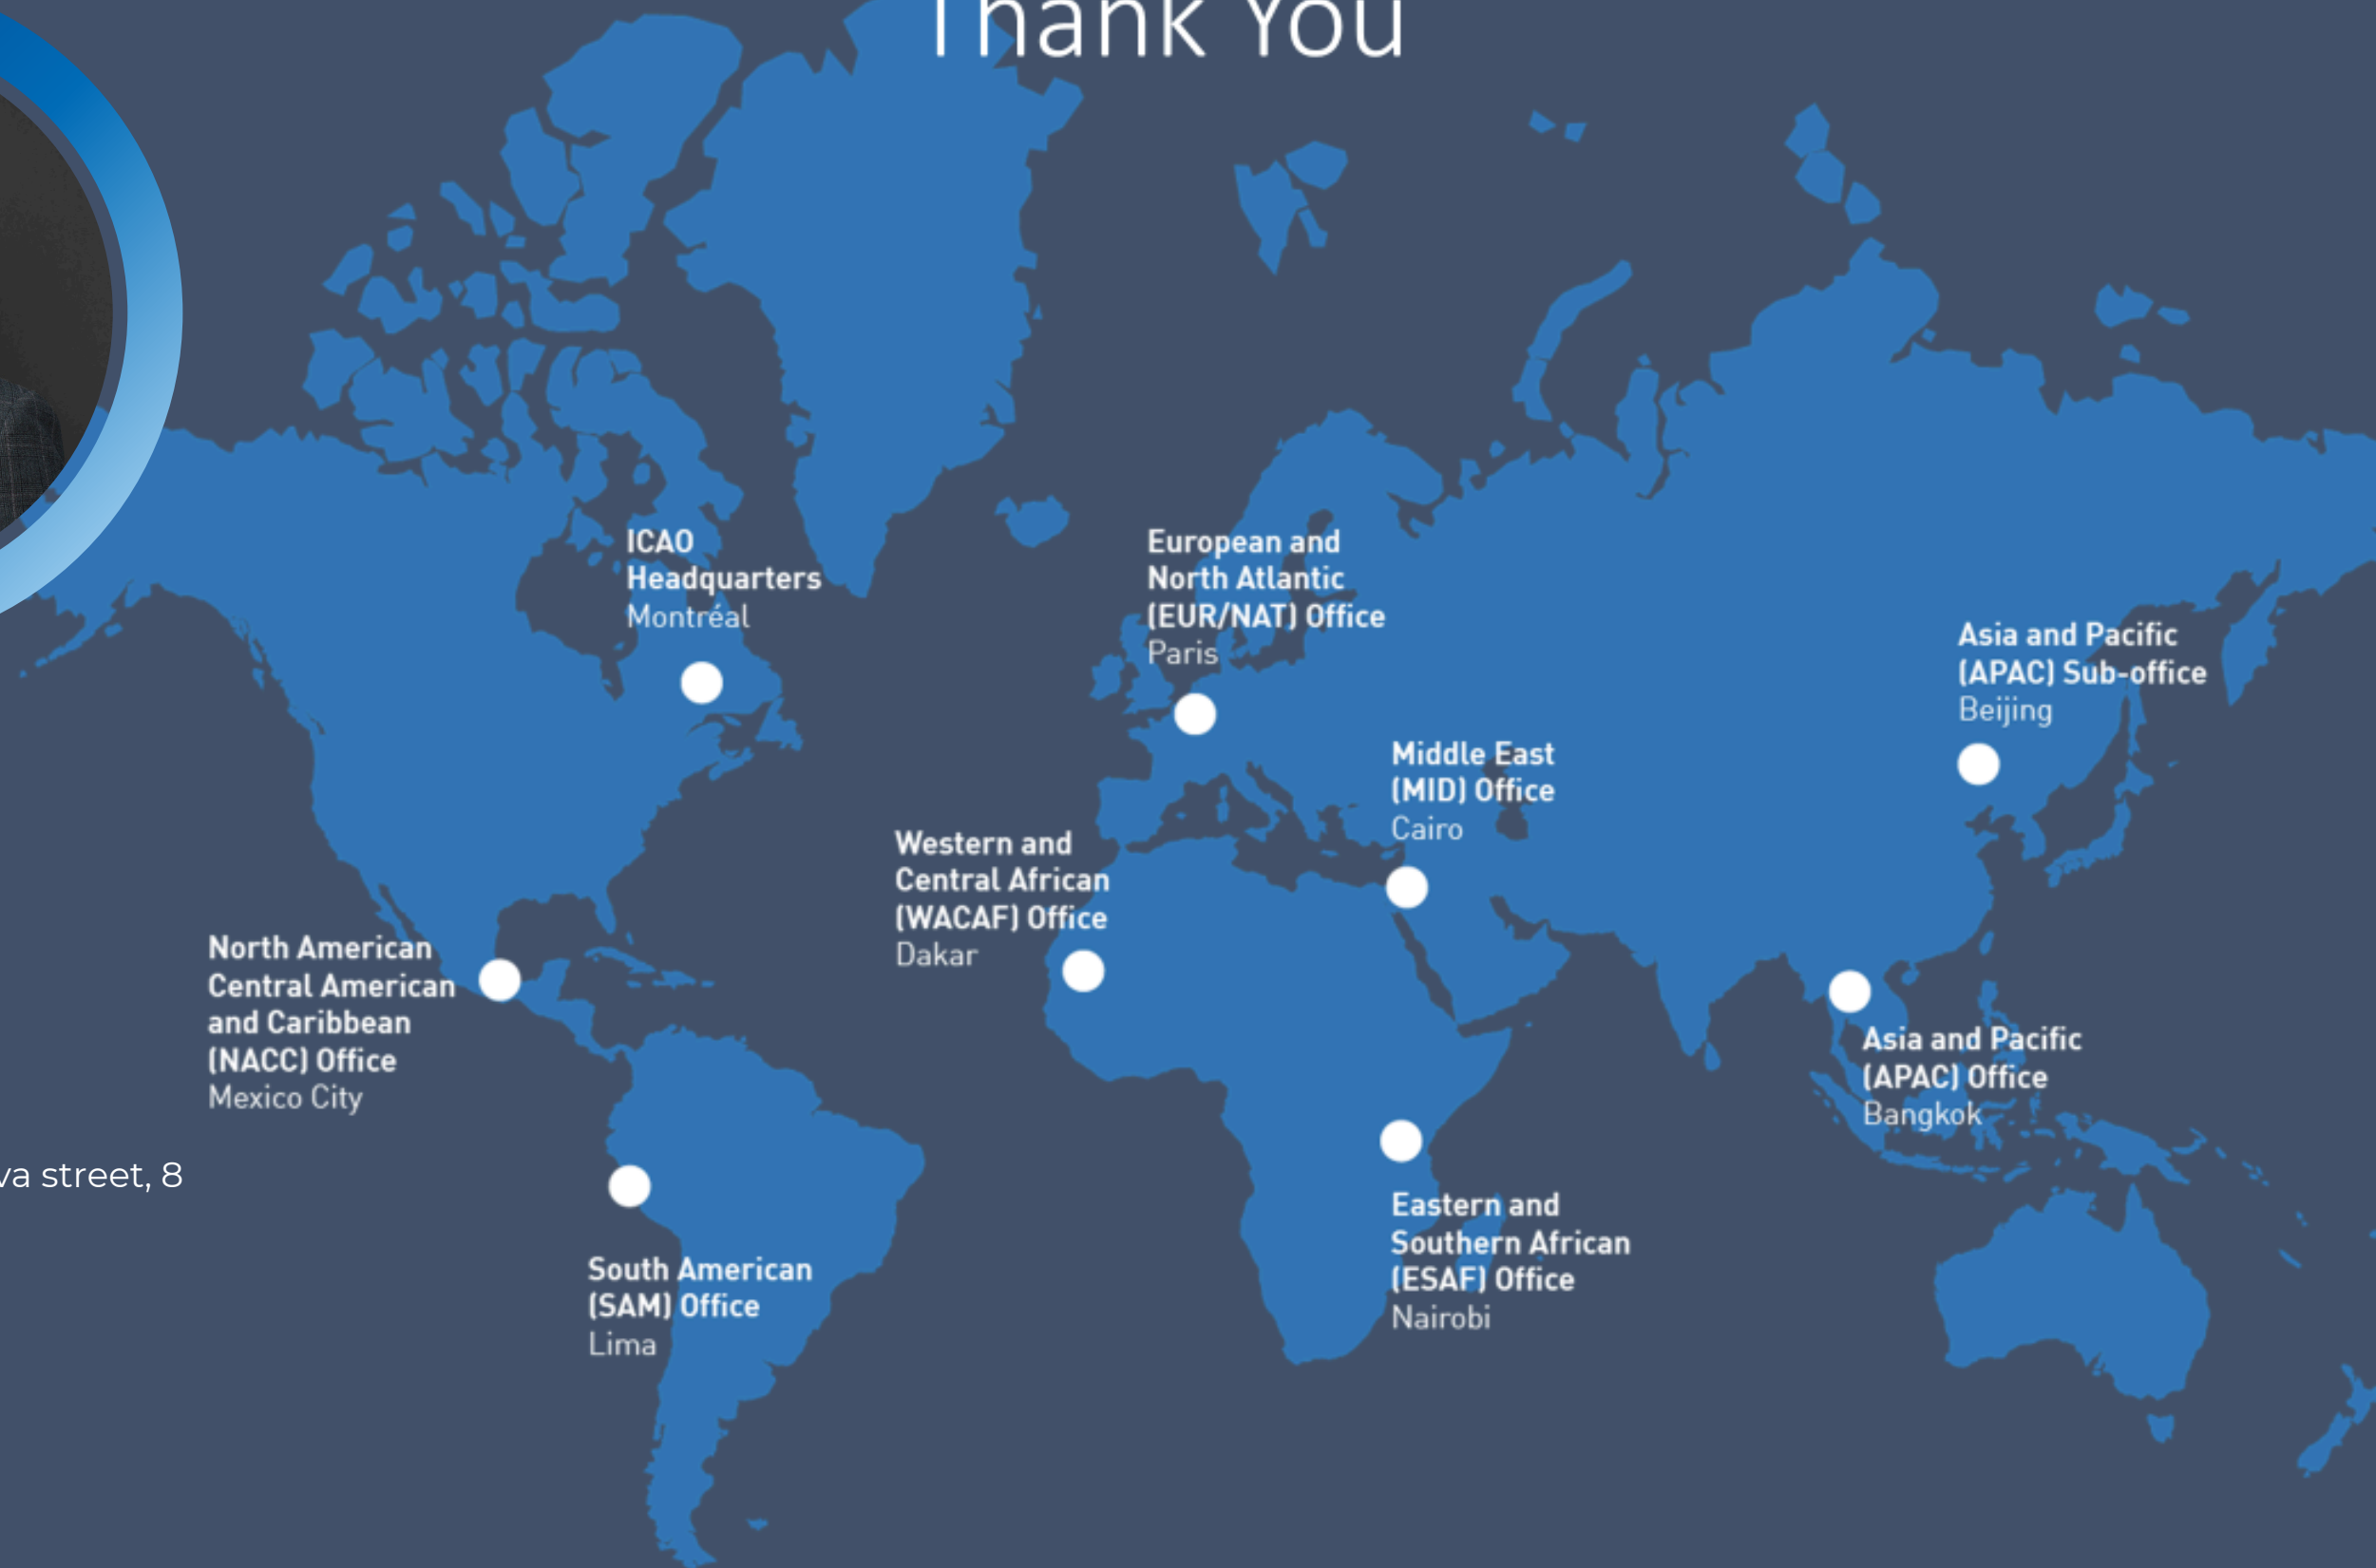 Thank You
ICAO
Headquarters
Montréal
European and
North Atlantic
(EUR/NAT) Office
Paris
Asia and Pacific
(APAC) Sub-office
Beijing
Middle East
(MID) Office
Cairo
Western and
Central African
(WACAF) Office
Dakar
North American
Central American
and Caribbean
(NACC) Office
Mexico City
Asia and Pacific
(APAC) Office
Bangkok
va street, 8
Eastern and
Southern African
(ESAF) Office
Nairobi
South American
(SAM) Office
Lima